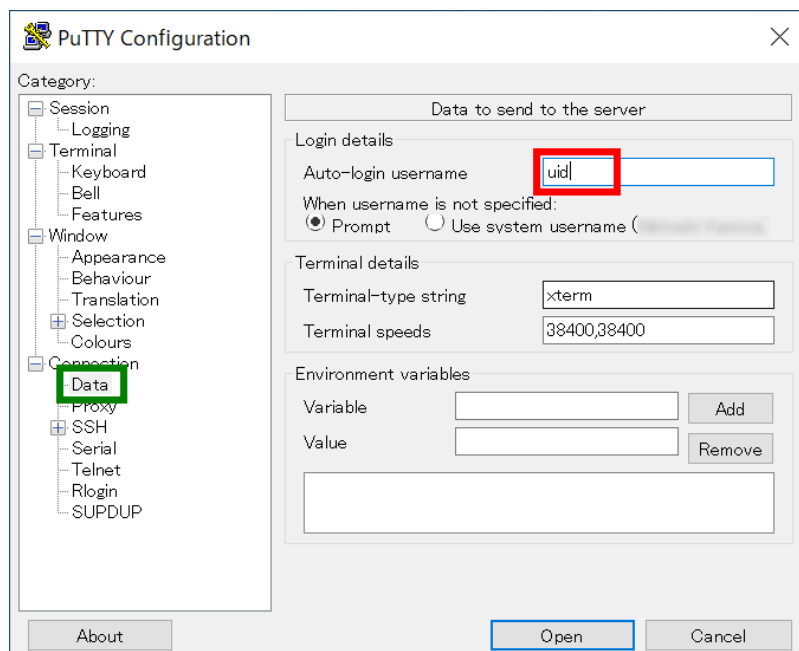 PuTTY Configuration
Category:
Session
Logging
Terminal
Keyboard
Bell
Features
Window
Appearance
Behaviour
Translation
Selection
Colours
Connection
Data
Proxy
SSH
Serial
Telnet
Rlogin
SUPDUP
Data to send to the server
Login details
Auto-login username uid
When username is not specified:
Prompt Use system username (
Terminal details
Terminal-type string xterm
Terminal speeds 38400,38400
Environment variables
Variable Add
Value Remove
About Open Cancel